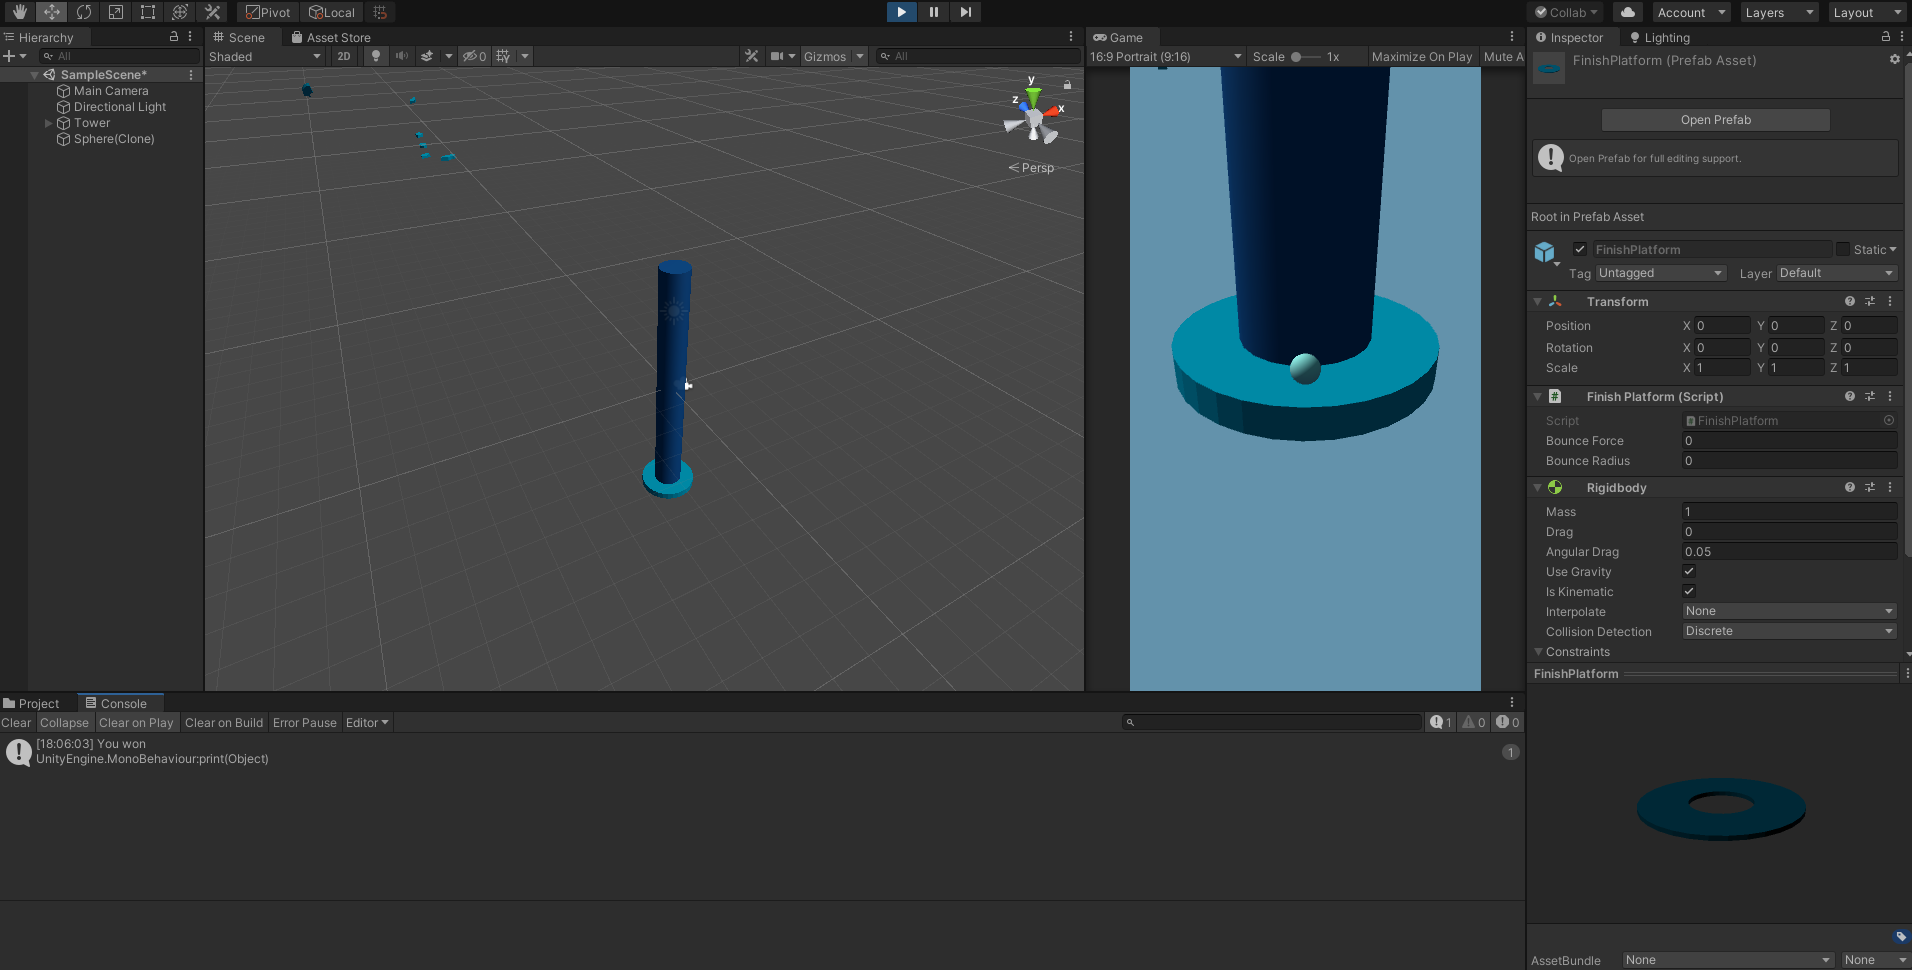 Pivot Local
Collab Account Layers Layout
Hierarchy
All
SampleScene*
Main Camera
Directional Light
Tower
Sphere(Clone)
Scene Asset Store
Shaded 2D 0 Gizmos All
y
z
x
Persp
Game
16:9 Portrait (9:16) Scale 1x Maximize On Play Mute A
Inspector Lighting
FinishPlatform (Prefab Asset)
Open Prefab
Open Prefab for full editing support.
Root in Prefab Asset
FinishPlatform Static
Tag Untagged Layer Default
Transform
Position X 0 Y 0 Z 0
Rotation X 0 Y 0 Z 0
Scale X 1 Y 1 Z 1
# Finish Platform (Script)
Script FinishPlatform
Bounce Force 0
Bounce Radius 0
Rigidbody
Mass 1
Drag 0
Angular Drag 0.05
Use Gravity
Is Kinematic
Interpolate None
Collision Detection Discrete
Constraints
FinishPlatform
AssetBundle None None
Project Console
Clear Collapse Clear on Play Clear on Build Error Pause Editor 1 0 0
[18:06:03] You won
UnityEngine.MonoBehaviour:print(Object)
1